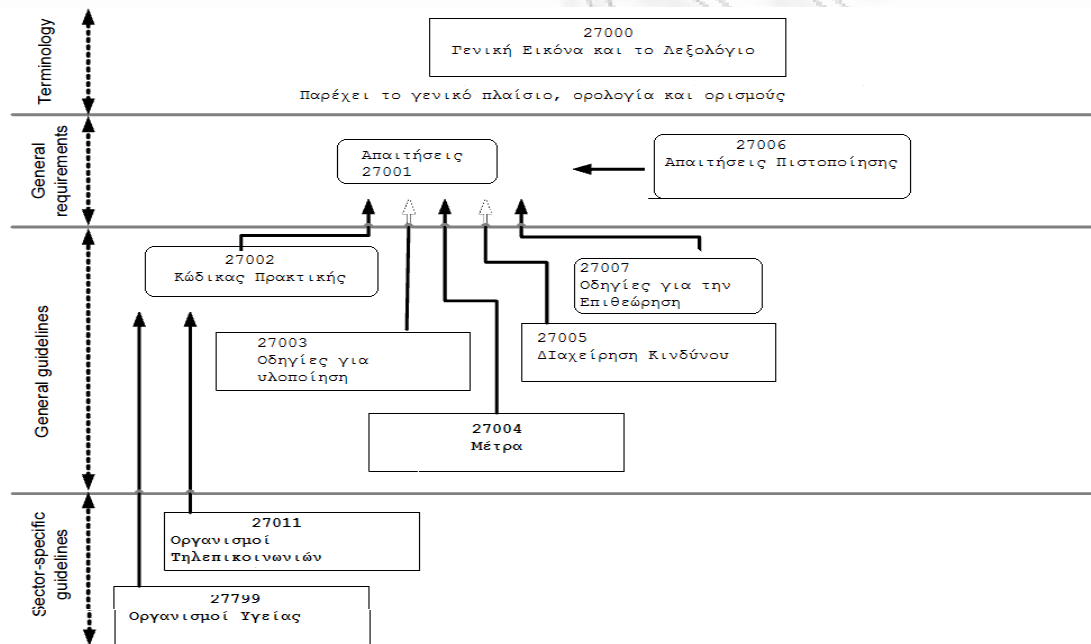 Terminology
27000
Γενική Εικόνα και το Λεξολόγιο
Παρέχει το γενικό πλαίσιο, ορολογία και ορισμούς
General
requirements
Απαιτήσεις
27001
27006
Απαιτήσεις Πιστοποίησης
General guidelines
27002
Κώδικας Πρακτικής
27007
Οδηγίες για την
Επιθεώρηση
27003
Οδηγίες για
υλοποίηση
27005
ΔΙαχείρηση Κινδύνου
27004
Μέτρα
Sector-specific
guidelines
27011
Οργανισμοί
Τηλεπικοινωνιών
27799
Οργανισμοί Υγείας